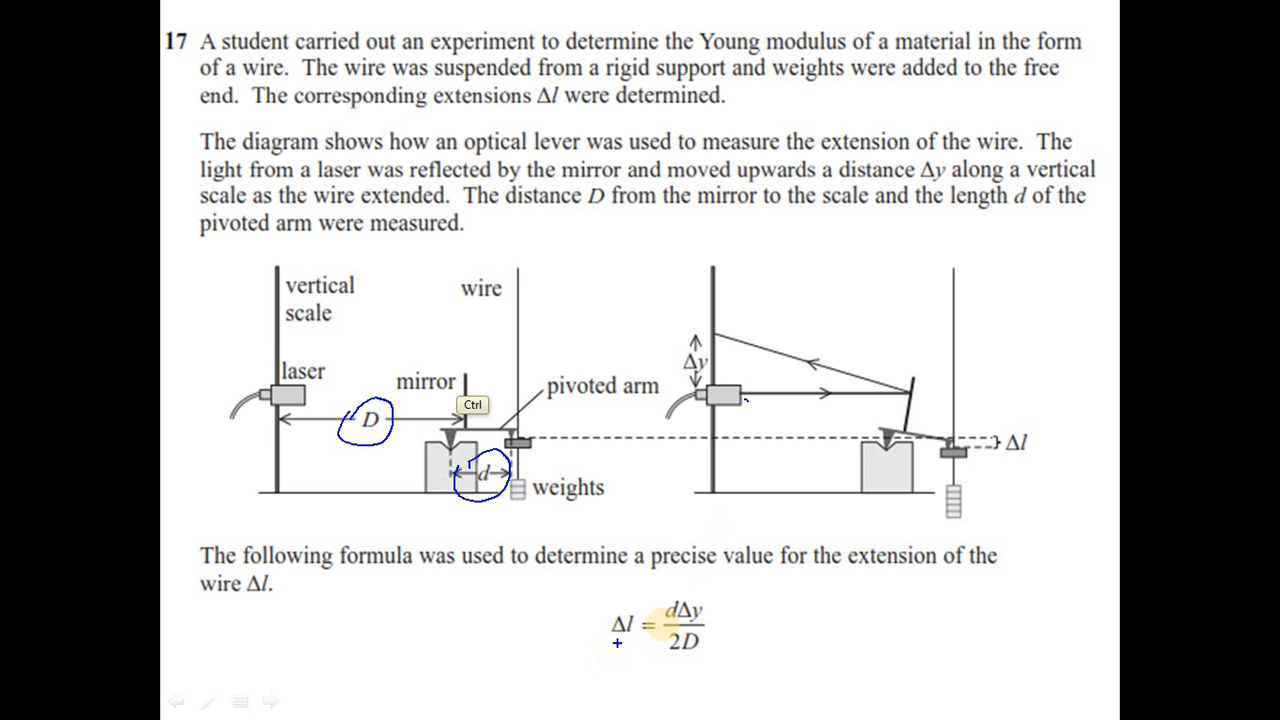 17 A student carried out an experiment to determine the Young modulus of a material in the form
of a wire. The wire was suspended from a rigid support and weights were added to the free
end. The corresponding extensions Δl were determined.
The diagram shows how an optical lever was used to measure the extension of the wire. The
light from a laser was reflected by the mirror and moved upwards a distance Δy along a vertical
scale as the wire extended. The distance D from the mirror to the scale and the length d of the
pivoted arm were measured.
vertical
scale
wire
laser
mirror
pivoted arm
Ctrl
D
d
weights
Δy
Δl
The following formula was used to determine a precise value for the extension of the
wire Δl.
Δl = dΔy / 2D